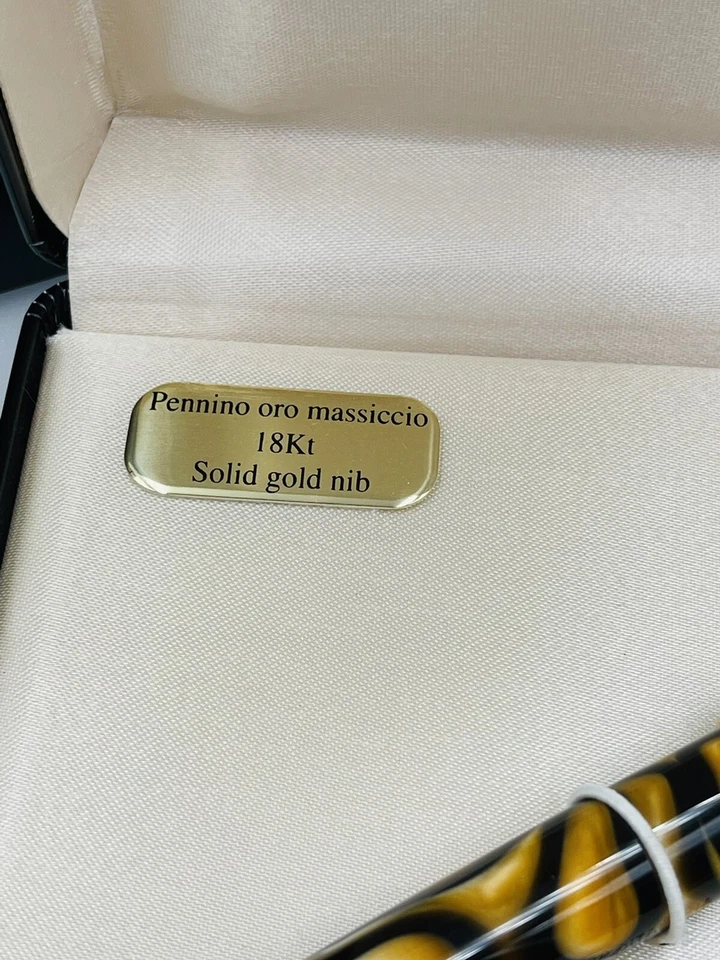 Pennino oro massiccio
18Kt
Solid gold nib